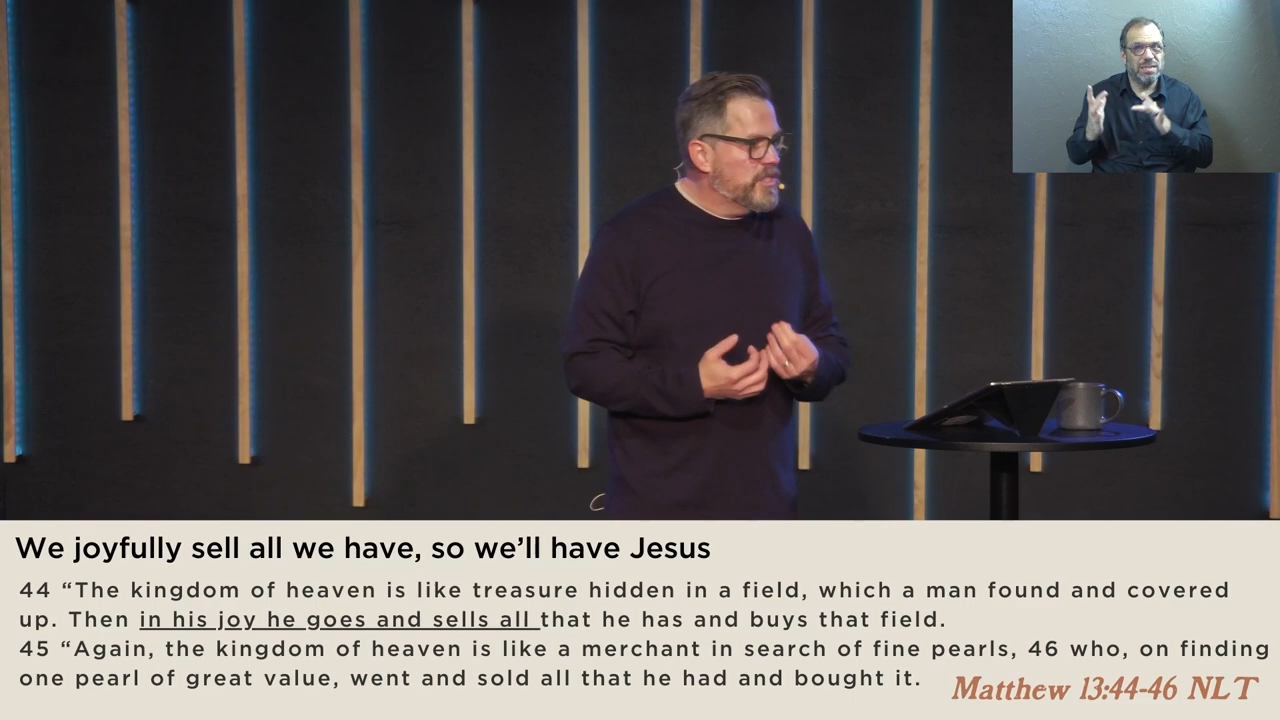 We joyfully sell all we have, so we’ll have Jesus
44 “The kingdom of heaven is like treasure hidden in a field, which a man found and covered
up. Then in his joy he goes and sells all that he has and buys that field.
45 “Again, the kingdom of heaven is like a merchant in search of fine pearls, 46 who, on finding
one pearl of great value, went and sold all that he had and bought it.
Matthew 13:44-46 NLT